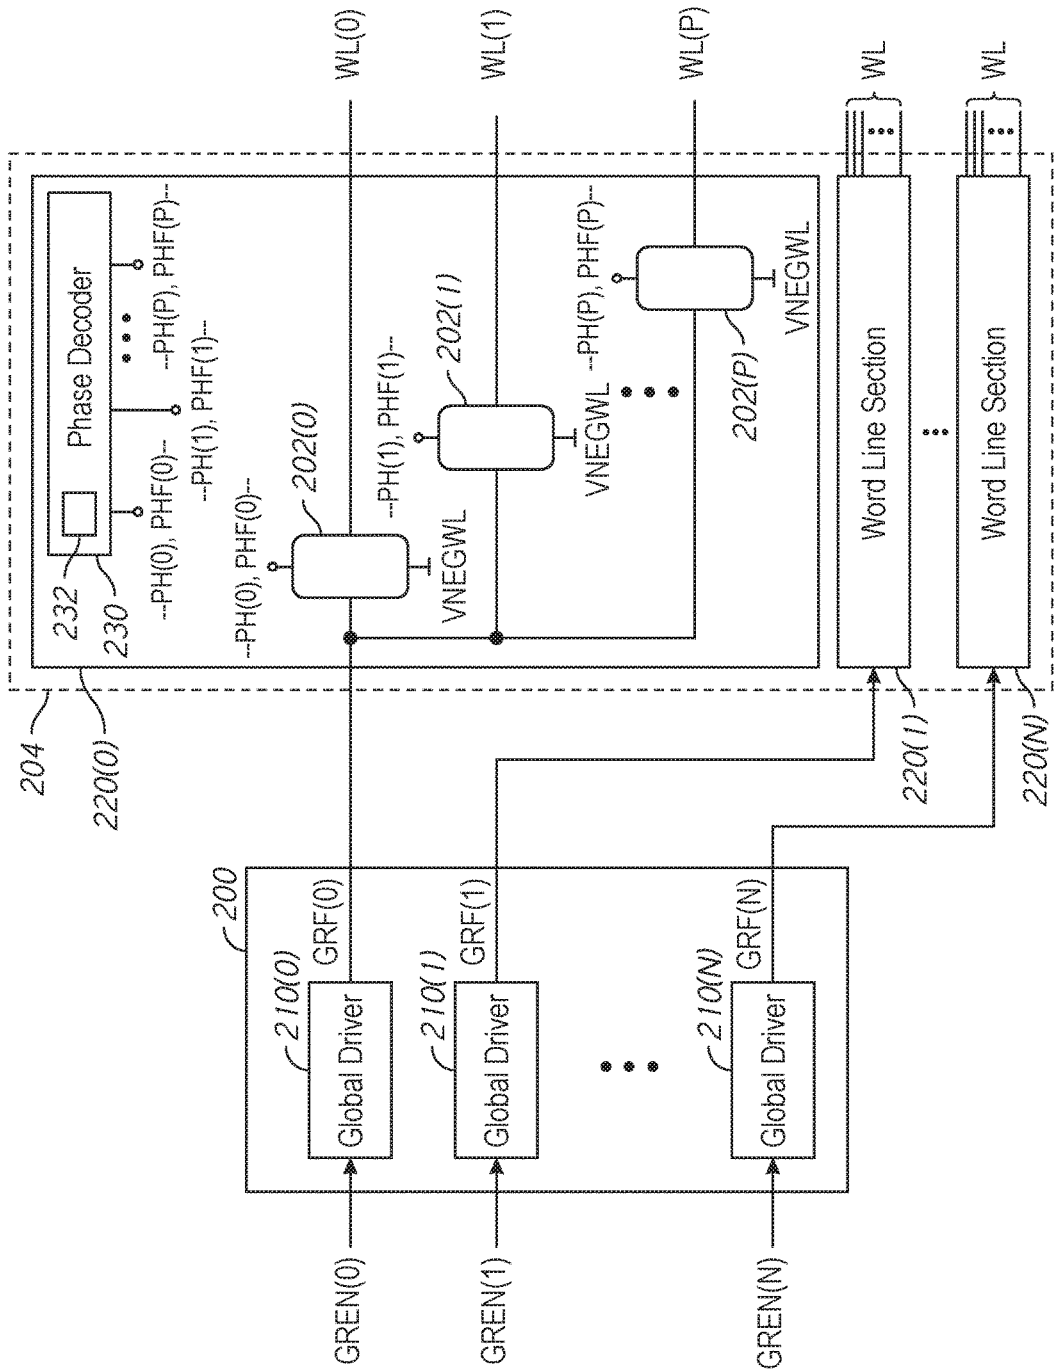 204
220(0)
232
230
Phase Decoder
--PH(0), PHF(0)--
--PH(1), PHF(1)--
--PH(P), PHF(P)--
200
GREN(0)
210(0)
Global Driver
GRF(0)
--PH(0), PHF(0)--
202(0)
VNEGWL
WL(0)
GREN(1)
210(1)
Global Driver
GRF(1)
--PH(1), PHF(1)--
202(1)
VNEGWL
WL(1)
GREN(N)
210(N)
Global Driver
GRF(N)
--PH(P), PHF(P)--
202(P)
VNEGWL
WL(P)
220(1)
Word Line Section
WL
220(N)
Word Line Section
WL